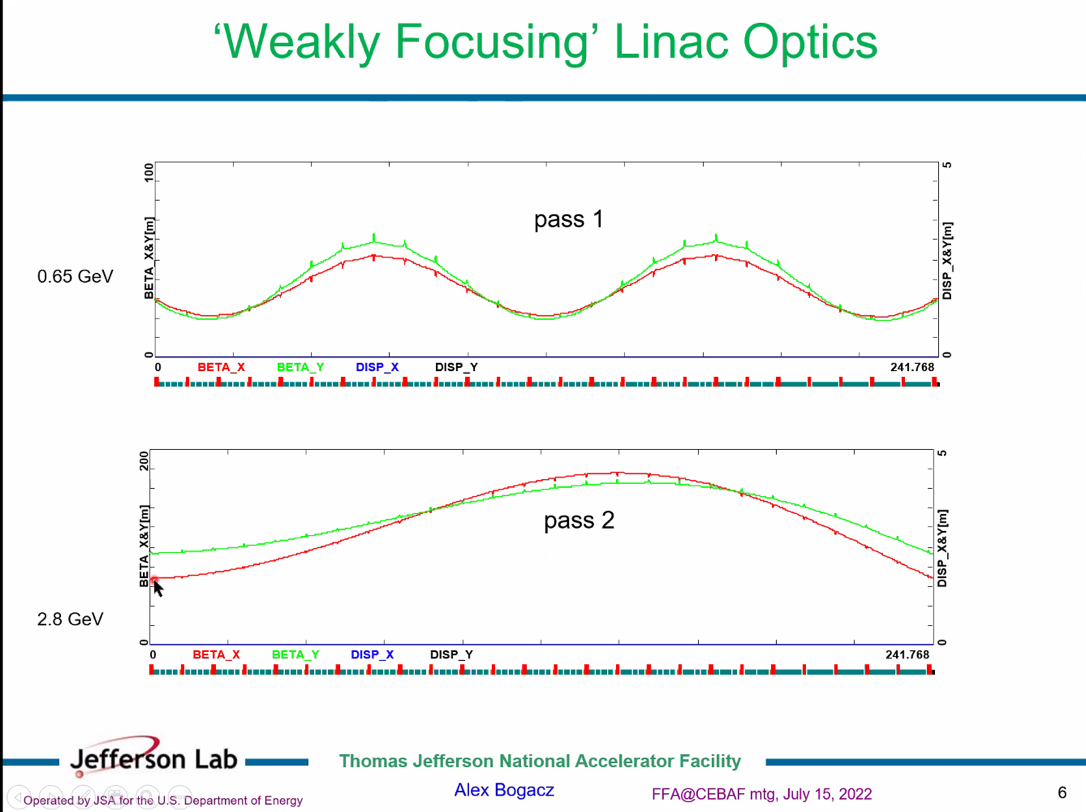 ‘Weakly Focusing’ Linac Optics
0.65 GeV
100
0
BETA_X&Y[m]
pass 1
5
0
DISP_X&Y[m]
0 BETA_X BETA_Y DISP_X DISP_Y 241.768
2.8 GeV
200
0
BETA_X&Y[m]
pass 2
5
0
DISP_X&Y[m]
0 BETA_X BETA_Y DISP_X DISP_Y 241.768
Jefferson Lab
Thomas Jefferson National Accelerator Facility
Operated by JSA for the U.S. Department of Energy
Alex Bogacz
FFA@CEBAF mtg, July 15, 2022
6